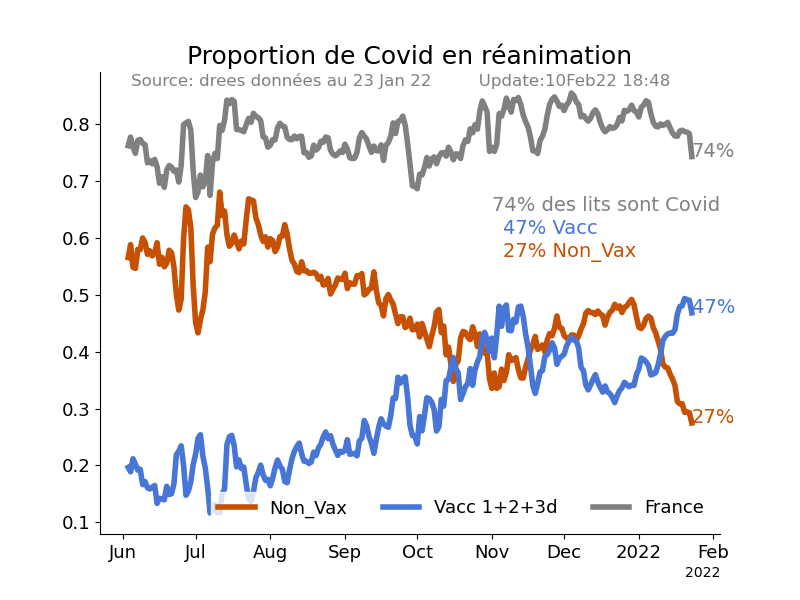 Proportion de Covid en réanimation
Source: drees données au 23 Jan 22 Update:10Feb22 18:48
0.8
0.7
0.6
0.5
0.4
0.3
0.2
0.1
74%
74% des lits sont Covid
47% Vacc
27% Non_Vax
47%
27%
Non_Vax Vacc 1+2+3d France
Jun Jul Aug Sep Oct Nov Dec 2022 Feb
2022